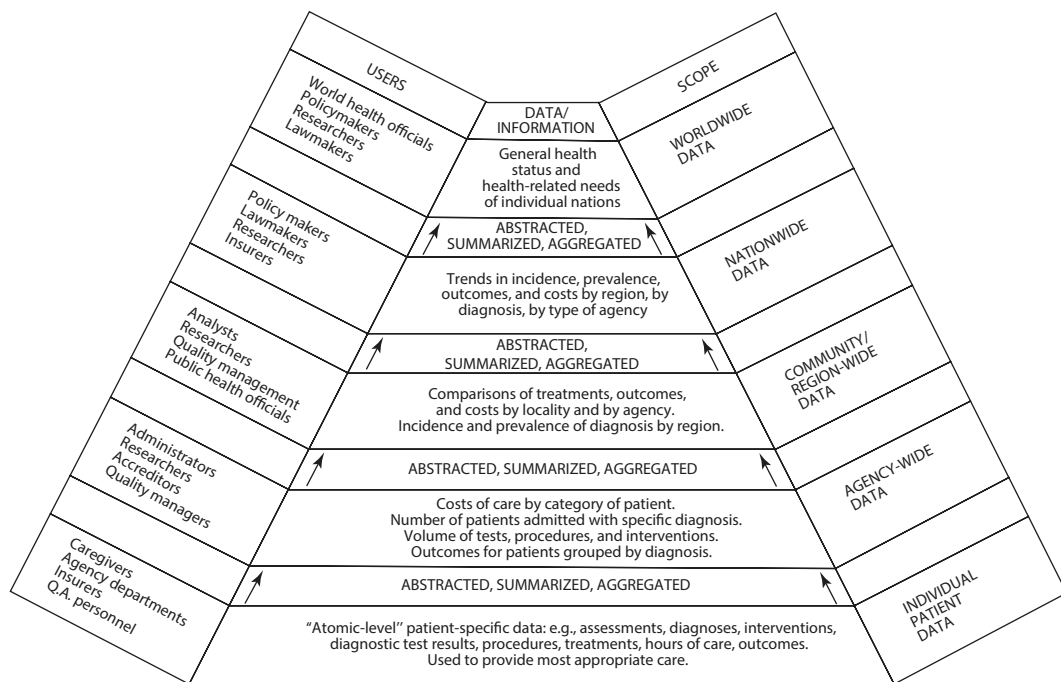 USERS
World health officials
Policymakers
Researchers
Lawmakers
Policy makers
Lawmakers
Researchers
Insurers
Analysts
Researchers
Quality management
Public health officials
Administrators
Researchers
Accreditors
Quality managers
Caregivers
Agency departments
Insurers
Q.A. personnel
DATA/
INFORMATION
General health
status and
health-related needs
of individual nations
ABSTRACTED,
SUMMARIZED, AGGREGATED
Trends in incidence, prevalence,
outcomes, and costs by region, by
diagnosis, by type of agency
ABSTRACTED,
SUMMARIZED, AGGREGATED
Comparisons of treatments, outcomes,
and costs by locality and by agency.
Incidence and prevalence of diagnosis by region.
ABSTRACTED, SUMMARIZED, AGGREGATED
Costs of care by category of patient.
Number of patients admitted with specific diagnosis.
Volume of tests, procedures, and interventions.
Outcomes for patients grouped by diagnosis.
ABSTRACTED, SUMMARIZED, AGGREGATED
“Atomic-level” patient-specific data: e.g., assessments, diagnoses, interventions,
diagnostic test results, procedures, treatments, hours of care, outcomes.
Used to provide most appropriate care.
SCOPE
WORLDWIDE
DATA
NATIONWIDE
DATA
COMMUNITY/
REGION-WIDE
DATA
AGENCY-WIDE
DATA
INDIVIDUAL
PATIENT
DATA